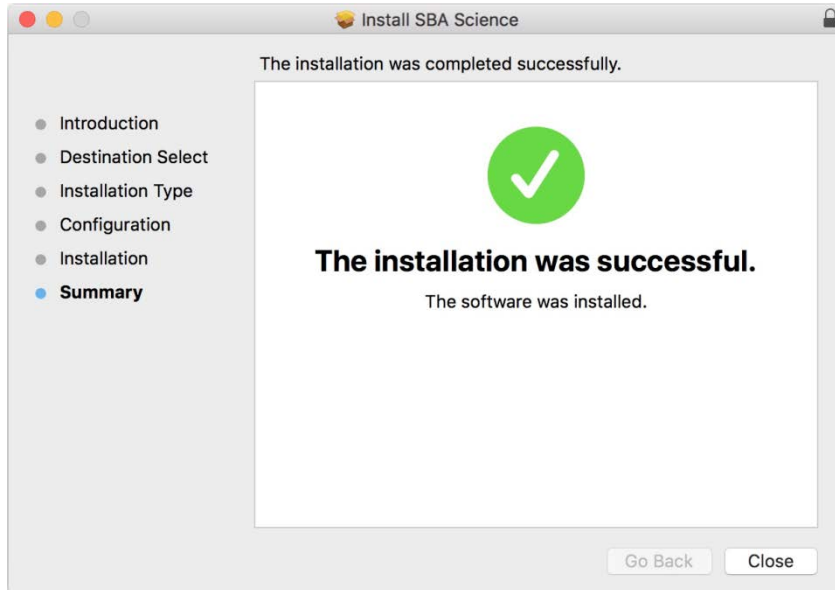 Install SBA Science
The installation was completed successfully.
Introduction
Destination Select
Installation Type
Configuration
Installation
Summary
The installation was successful.
The software was installed.
Go Back
Close